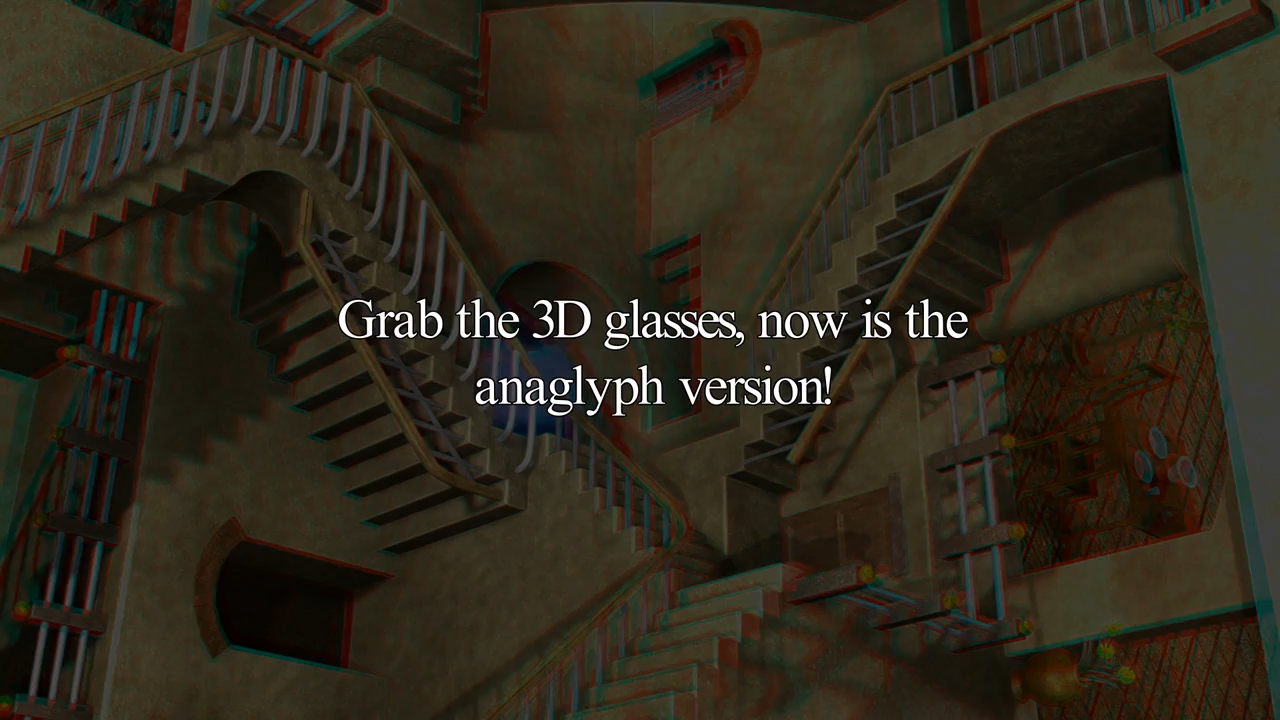 Grab the 3D glasses, now is the
anaglyph version!